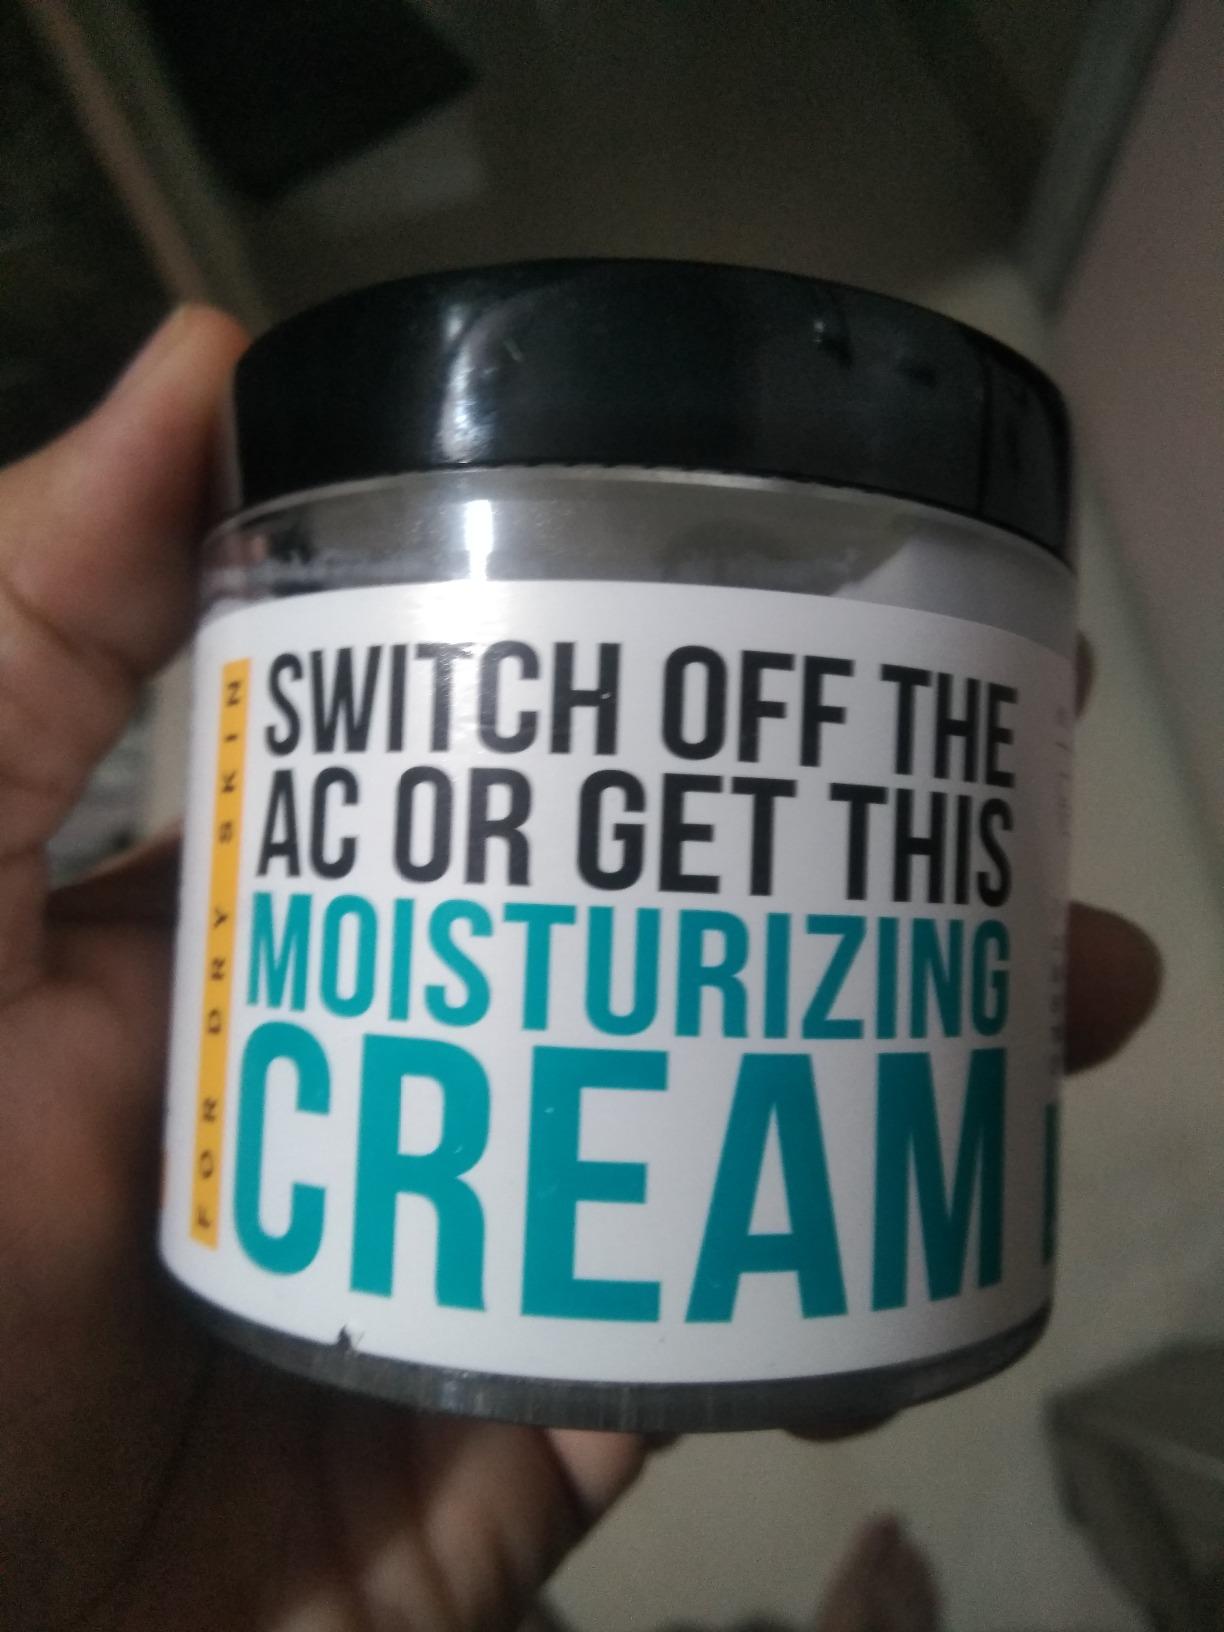 FOR DRY SKIN
SWITCH OFF THE
AC OR GET THIS
MOISTURIZING
CREAM